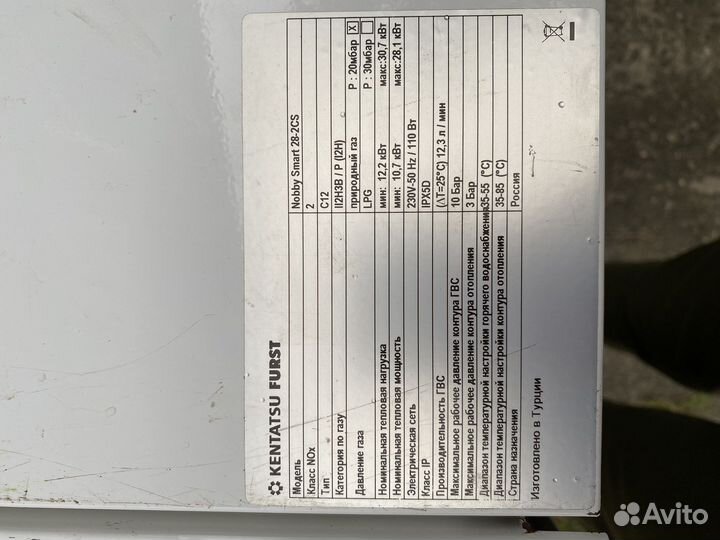 KENTATSU FURST
Модель Nobby Smart 28-2CS
Класс NOx 2
Тип C12
Категория по газу II2H3B / P (I2H)
Давление газа природный газ P : 20мбар X
LPG P : 30мбар
Номинальная тепловая нагрузка мин: 12,2 кВт макс:30,7 кВт
Номинальная тепловая мощность мин: 10,7 кВт макс:28,1 кВт
Электрическая сеть 230V-50 Hz / 110 Вт
Класс IP IPX5D
Производительность ГВС (ΔT=25°C) 12,3 л / мин
Максимальное рабочее давление контура ГВС 10 Бар
Максимальное рабочее давление контура отопления 3 Бар
Диапазон температурной настройки горячего водоснабжения 35-55 (°C)
Диапазон температурной настройки контура отопления 35-85 (°C)
Страна назначения Россия
Изготовлено в Турции
Avito